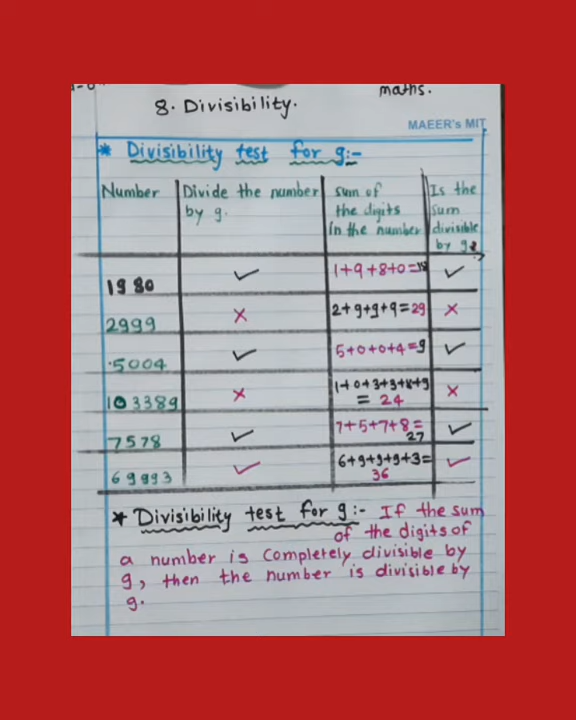 maths.
8. Divisibility.
MAEER's MIT
* Divisibility test for 9:-
Number | Divide the number by 9. | sum of the digits in the number | Is the sum divisible by 9?
1980 | ✓ | 1+9+8+0=18 | ✓
2999 | × | 2+9+9+9=29 | ×
5004 | ✓ | 5+0+0+4=9 | ✓
103389 | × | 1+0+3+3+8+9 = 24 | ×
7578 | ✓ | 7+5+7+8= 27 | ✓
69993 | ✓ | 6+9+9+9+3= 36 | ✓
* Divisibility test for 9:- If the sum
of the digits of
a number is completely divisible by
9, then the number is divisible by
9.